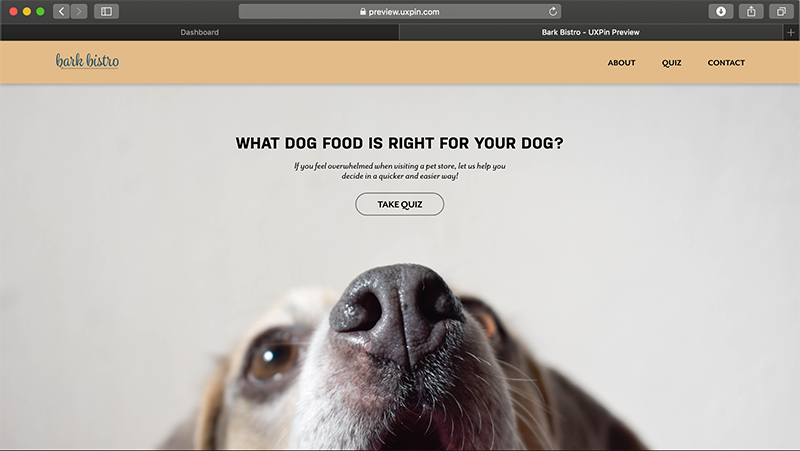 preview.uxpin.com
Dashboard
Bark Bistro - UXPin Preview
bark bistro
ABOUT
QUIZ
CONTACT
WHAT DOG FOOD IS RIGHT FOR YOUR DOG?
If you feel overwhelmed when visiting a pet store, let us help you
decide in a quicker and easier way!
TAKE QUIZ